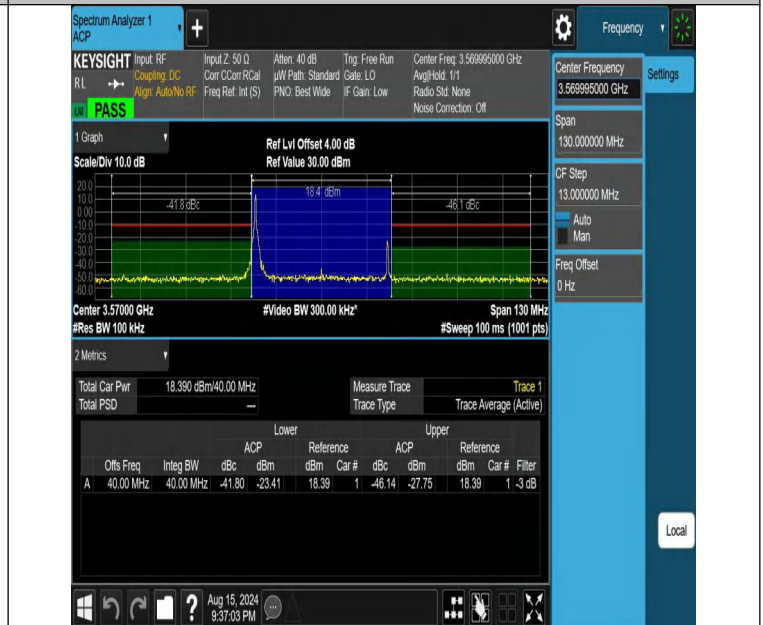 Spectrum Analyzer 1
ACP
Frequency
KEYSIGHT Input: RF Input Z: 50 Ω Atten: 40 dB Trig: Free Run Center Freq: 3.569995000 GHz
RL Coupling: DC Corr CCorr RCal µW Path: Standard Gate: LO Avg|Hold: 1/1
Align: Auto/No RF Freq Ref: Int (S) PNO: Best Wide IF Gain: Low Radio Std: None
PASS Noise Correction: Off
Center Frequency
3.569995000 GHz
Settings
Span
130.000000 MHz
CF Step
13.000000 MHz
Auto
Man
Freq Offset
0 Hz
1 Graph
Ref Lvl Offset 4.00 dB
Scale/Div 10.0 dB Ref Value 30.00 dBm
20.0
10.0
0.00
-10.0
-20.0
-30.0
-40.0
-50.0
-60.0
-41.8 dBc 18.4 dBm -46.1 dBc
Center 3.57000 GHz #Video BW 300.00 kHz* Span 130 MHz
#Res BW 100 kHz #Sweep 100 ms (1001 pts)
2 Metrics
Total Car Pwr 18.390 dBm/40.00 MHz Measure Trace Trace 1
Total PSD --- Trace Type Trace Average (Active)
Lower Upper
ACP Reference ACP Reference
Offs Freq Integ BW dBc dBm dBm Car # dBc dBm dBm Car # Filter
A 40.00 MHz 40.00 MHz -41.80 -23.41 18.39 1 -46.14 -27.75 18.39 1 -3 dB
Local
Aug 15, 2024
9:37:03 PM